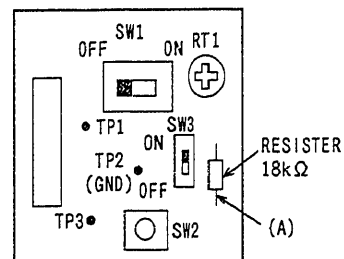 SW1
OFF ON RT1
TP1
SW3
ON
RESISTER
18kΩ
TP2
(GND) OFF
TP3
SW2
(A)